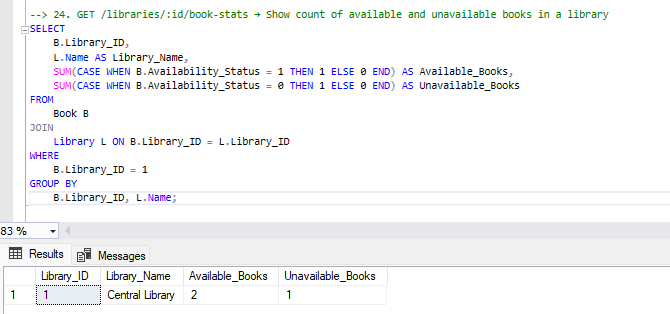 --> 24. GET /libraries/:id/book-stats → Show count of available and unavailable books in a library
SELECT
B.Library_ID,
L.Name AS Library_Name,
SUM(CASE WHEN B.Availability_Status = 1 THEN 1 ELSE 0 END) AS Available_Books,
SUM(CASE WHEN B.Availability_Status = 0 THEN 1 ELSE 0 END) AS Unavailable_Books
FROM
Book B
JOIN
Library L ON B.Library_ID = L.Library_ID
WHERE
B.Library_ID = 1
GROUP BY
B.Library_ID, L.Name;
83 %
Results Messages
Library_ID Library_Name Available_Books Unavailable_Books
1 1 Central Library 2 1